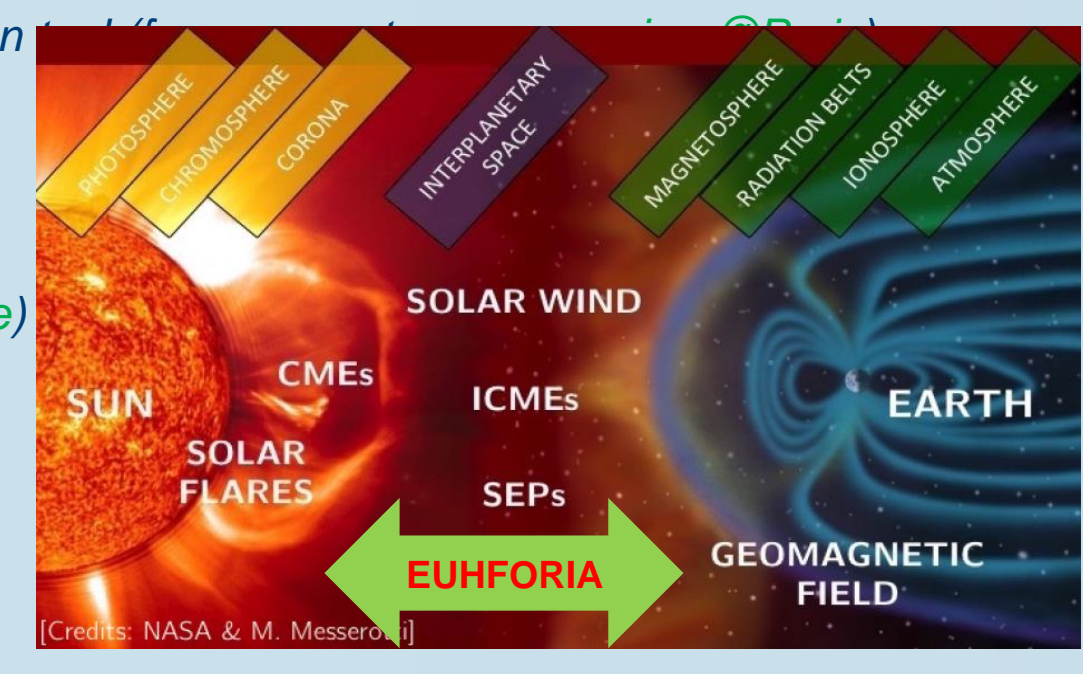 PHOTOSPHERE
CHROMOSPHERE
CORONA
INTERPLANETARY
SPACE
MAGNETOSPHERE
RADIATION BELTS
IONOSPHERE
ATMOSPHERE
SOLAR WIND
e)
CMEs
ICMEs
SUN
EARTH
SOLAR
FLARES
SEPs
EUHFORIA
GEOMAGNETIC
FIELD
[Credits: NASA & M. Messerotti]